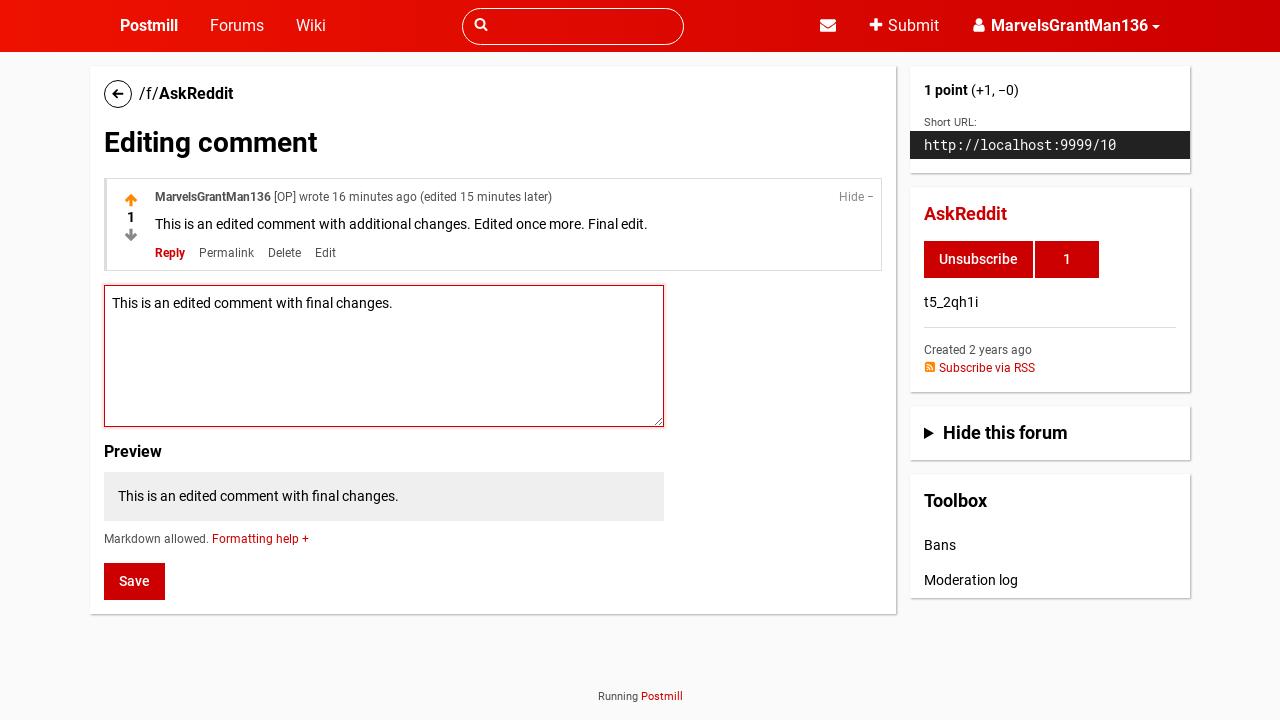 Postmill
Forums
Wiki
Submit
MarvelsGrantMan136
/f/AskReddit
Editing comment
MarvelsGrantMan136 [OP] wrote 16 minutes ago (edited 15 minutes later)
Hide −
1
This is an edited comment with additional changes. Edited once more. Final edit.
Reply
Permalink
Delete
Edit
This is an edited comment with final changes.
Preview
This is an edited comment with final changes.
Markdown allowed. Formatting help +
Save
1 point (+1, −0)
Short URL:
http://localhost:9999/10
AskReddit
Unsubscribe
1
t5_2qh1i
Created 2 years ago
Subscribe via RSS
Hide this forum
Toolbox
Bans
Moderation log
Running Postmill